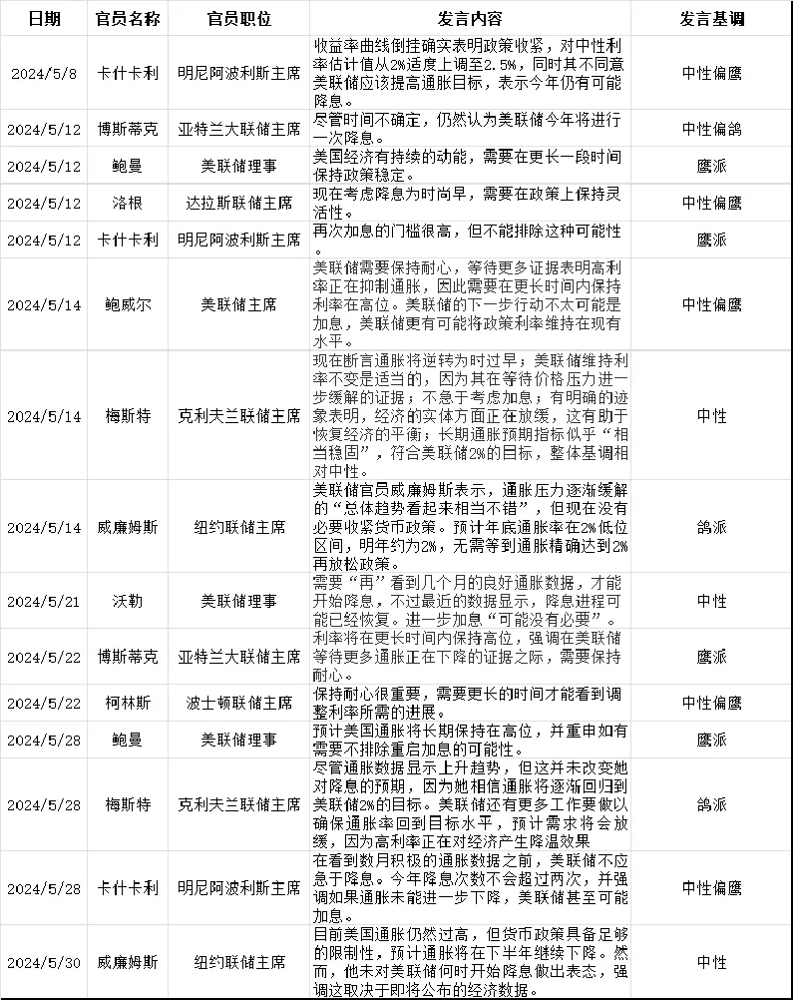 日期 官员名称 官员职位 发言内容 发言基调
2024/5/8 卡什卡利 明尼阿波利斯主席 收益率曲线倒挂确实表明政策收紧，对中性利
率估计值从2%适度上调至2.5%，同时其不同意
美联储应该提高通胀目标，表示今年仍有可能
降息。 中性偏鹰
2024/5/12 博斯蒂克 亚特兰大联储主席 尽管时间不确定，仍然认为美联储今年将进行
一次降息。 中性偏鸽
2024/5/12 鲍曼 美联储理事 美国经济有持续的动能，需要在更长一段时间
保持政策稳定。 鹰派
2024/5/12 洛根 达拉斯联储主席 现在考虑降息为时尚早，需要在政策上保持灵
活性。 中性偏鹰
2024/5/12 卡什卡利 明尼阿波利斯主席 再次加息的门槛很高，但不能排除这种可能性
。 鹰派
2024/5/14 鲍威尔 美联储主席 美联储需要保持耐心，等待更多证据表明高利
率正在抑制通胀，因此需要在更长时间内保持
利率在高位。美联储的下一步行动不太可能是
加息，美联储更有可能将政策利率维持在现有
水平。 中性偏鹰
2024/5/14 梅斯特 克利夫兰联储主席 现在断言通胀将逆转为时过早；美联储维持利
率不变是适当的，因为其在等待价格压力进一
步缓解的证据；不急于考虑加息；有明确的迹
象表明，经济的实体方面正在放缓，这有助于
恢复经济的平衡；长期通胀预期指标似乎“相
当稳固”，符合美联储2%的目标，整体基调相
对中性。 中性
2024/5/14 威廉姆斯 纽约联储主席 美联储官员威廉姆斯表示，通胀压力逐渐缓解
的“总体趋势看起来相当不错”，但现在没有
必要收紧货币政策。预计年底通胀率在2%低位
区间，明年约为2%，无需等到通胀精确达到2%
再放松政策。 鸽派
2024/5/21 沃勒 美联储理事 需要“再”看到几个月的良好通胀数据，才能
开始降息，不过最近的数据显示，降息进程可
能已经恢复。进一步加息“可能没有必要”。 中性
2024/5/22 博斯蒂克 亚特兰大联储主席 利率将在更长时间内保持高位，强调在美联储
等待更多通胀正在下降的证据之际，需要保持
耐心。 鹰派
2024/5/22 柯林斯 波士顿联储主席 保持耐心很重要，需要更长的时间才能看到调
整利率所需的进展。 中性偏鹰
2024/5/28 鲍曼 美联储理事 预计美国通胀将长期保持在高位，并重申如有
需要不排除重启加息的可能性。 鹰派
2024/5/28 梅斯特 克利夫兰联储主席 尽管通胀数据显示上升趋势，但这并未改变她
对降息的预期，因为她相信通胀将逐渐回归到
美联储2%的目标。美联储还有更多工作要做以
确保通胀率回到目标水平，预计需求将会放
缓，因为高利率正在对经济产生降温效果 鸽派
2024/5/28 卡什卡利 明尼阿波利斯主席 在看到数月积极的通胀数据之前，美联储不应
急于降息。今年降息次数不会超过两次，并强
调如果通胀未能进一步下降，美联储甚至可能
加息。 中性偏鹰
2024/5/30 威廉姆斯 纽约联储主席 目前美国通胀仍然过高，但货币政策具备足够
的限制性，预计通胀将在下半年继续下降。然
而，他未对美联储何时开始降息做出表态，强
调这取决于即将公布的经济数据。 中性